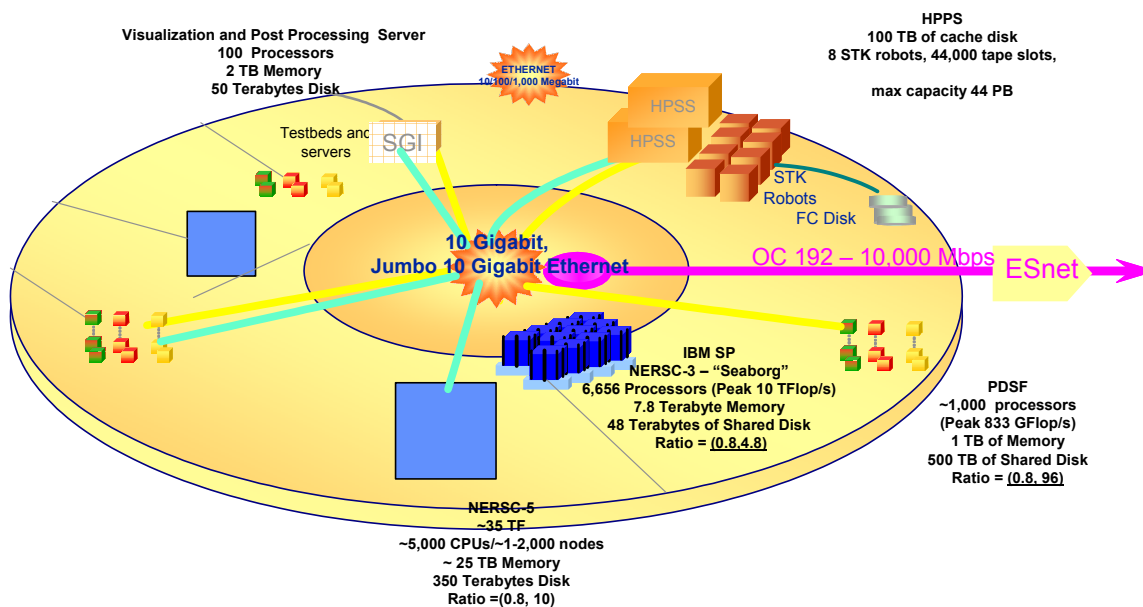 Visualization and Post Processing Server
100 Processors
2 TB Memory
50 Terabytes Disk
ETHERNET
10/100/1,000 Megabit
HPPS
100 TB of cache disk
8 STK robots, 44,000 tape slots,
max capacity 44 PB
Testbeds and
servers
SGI
HPSS
HPSS
STK
Robots
FC Disk
10 Gigabit,
Jumbo 10 Gigabit Ethernet
OC 192 – 10,000 Mbps
ESnet
IBM SP
NERSC-3 – “Seaborg”
6,656 Processors (Peak 10 TFlop/s)
7.8 Terabyte Memory
48 Terabytes of Shared Disk
Ratio = (0.8,4.8)
PDSF
~1,000 processors
(Peak 833 GFlop/s)
1 TB of Memory
500 TB of Shared Disk
Ratio = (0.8, 96)
NERSC-5
~35 TF
~5,000 CPUs/~1-2,000 nodes
~ 25 TB Memory
350 Terabytes Disk
Ratio =(0.8, 10)